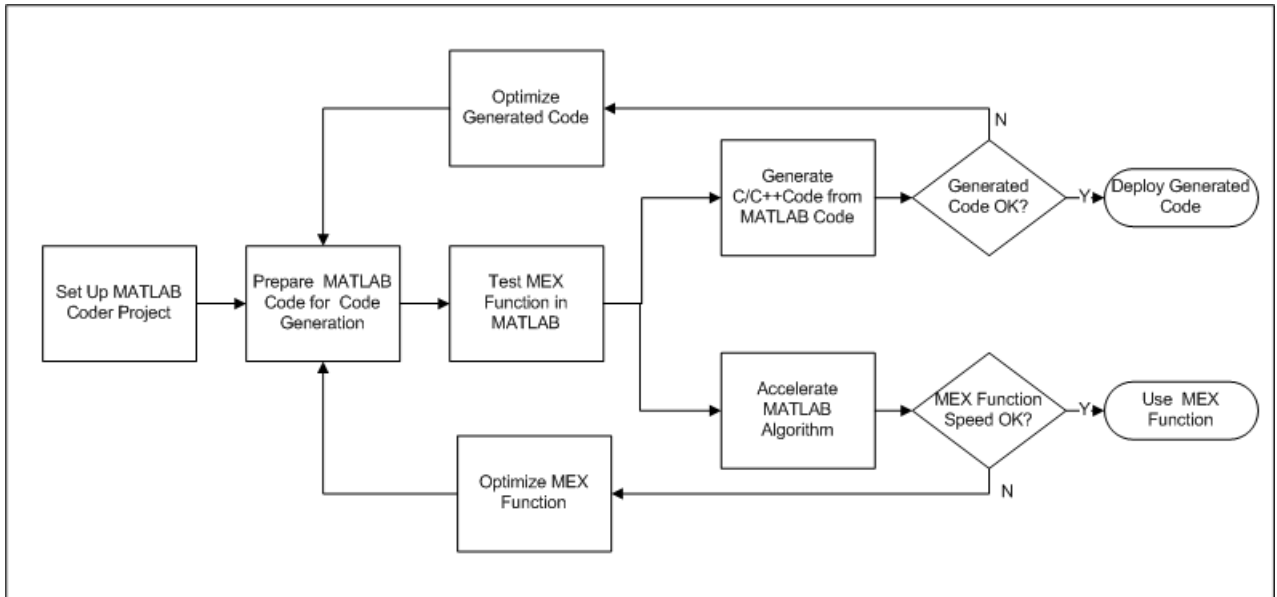 Optimize
Generated Code
N
Generate
C/C++Code from
MATLAB Code
Generated
Code OK?
Y
Deploy Generated
Code
Set Up MATLAB
Coder Project
Prepare MATLAB
Code for Code
Generation
Test MEX
Function in
MATLAB
Accelerate
MATLAB
Algorithm
MEX Function
Speed OK?
Y
Use MEX
Function
Optimize MEX
Function
N